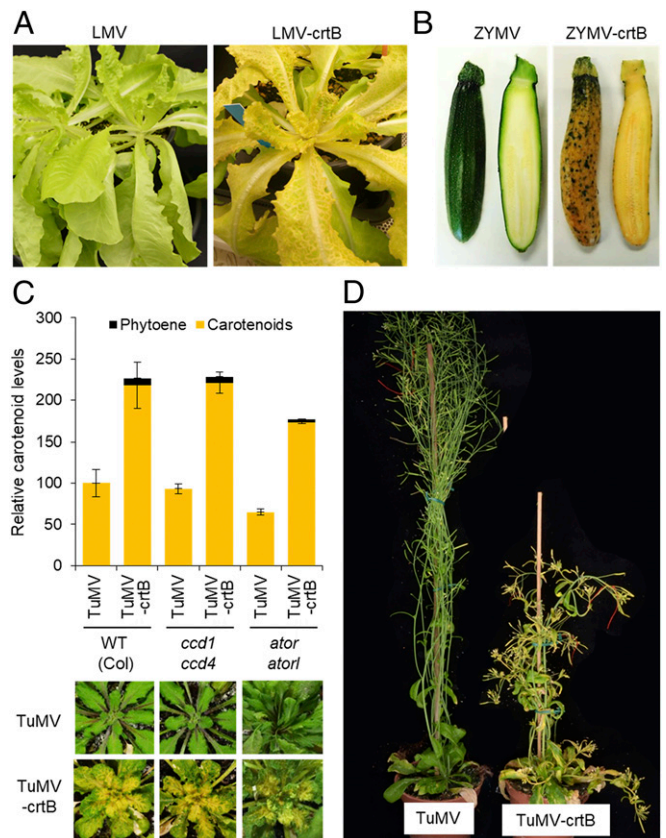 A
LMV
LMV-crtB
B
ZYMV
ZYMV-crtB
C
Relative carotenoid levels
300
250
200
150
100
50
0
Phytoene
Carotenoids
TuMV
TuMV
-crtB
TuMV
TuMV
-crtB
TuMV
TuMV
-crtB
WT
(Col)
ccd1
ccd4
ator
atorl
TuMV
TuMV
-crtB
D
TuMV
TuMV-crtB